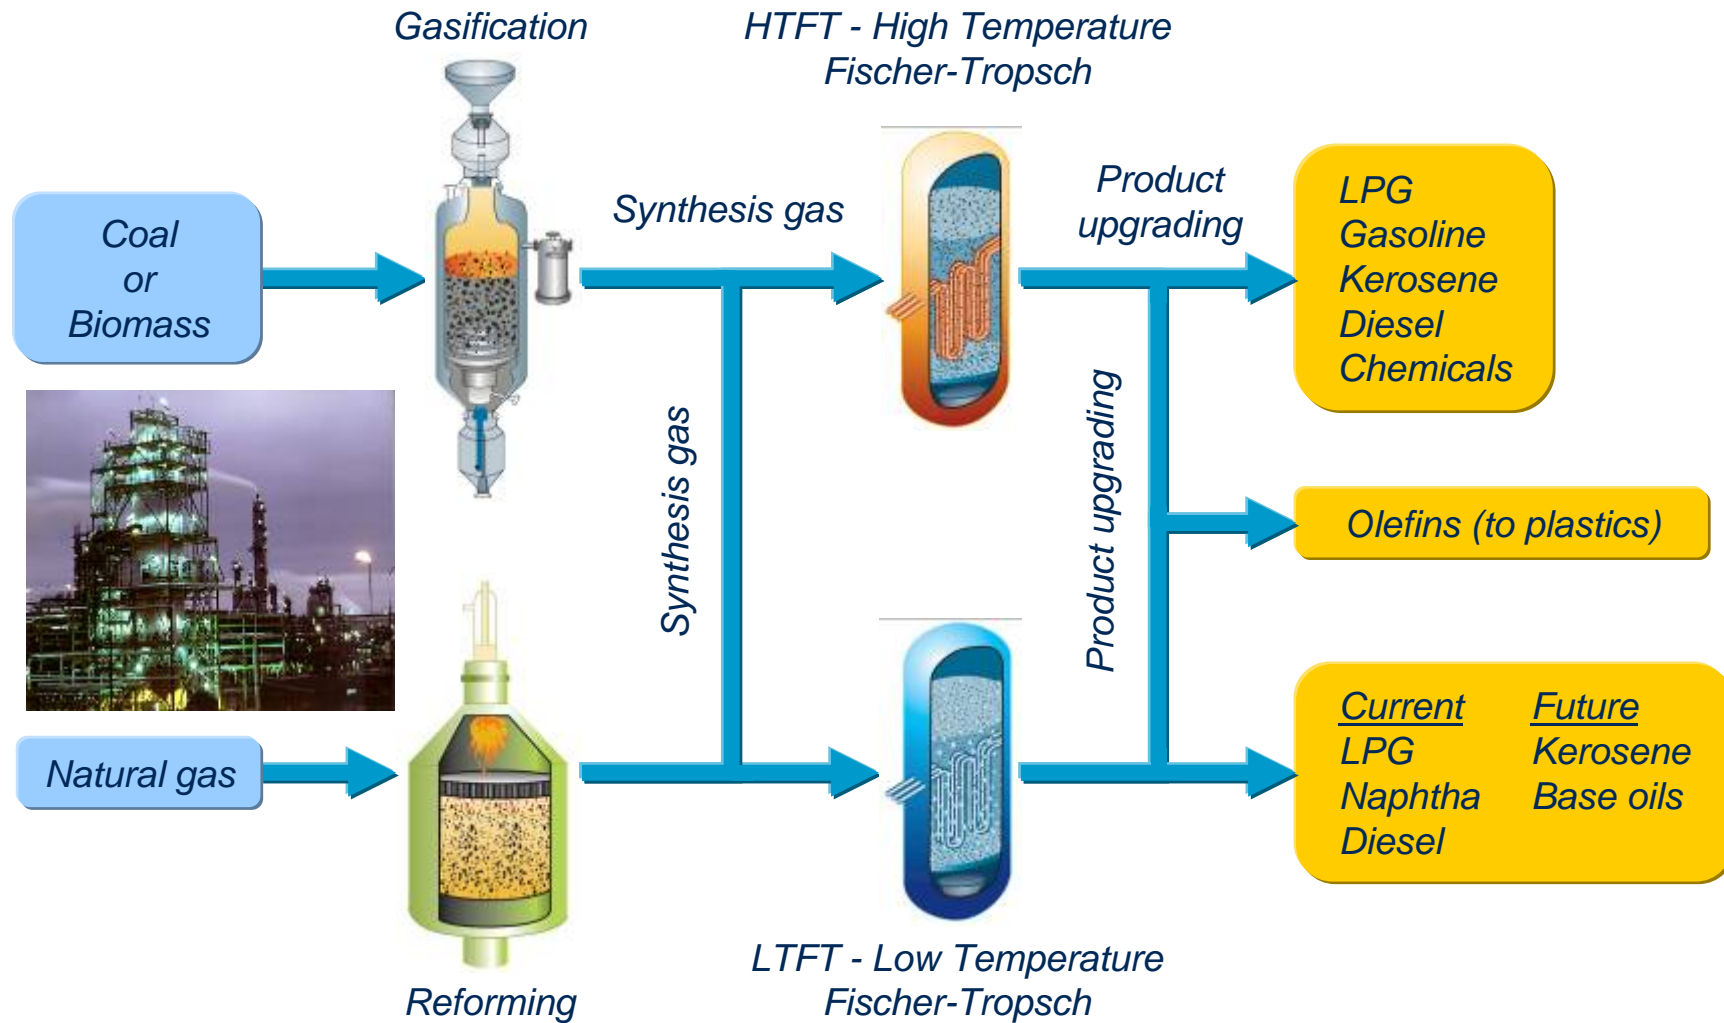 Gasification
HTFT - High Temperature
Fischer-Tropsch
Coal
or
Biomass
Synthesis gas
Product
upgrading
LPG
Gasoline
Kerosene
Diesel
Chemicals
Synthesis gas
Product upgrading
Olefins (to plastics)
Natural gas
Current
LPG
Naphtha
Diesel
Future
Kerosene
Base oils
Reforming
LTFT - Low Temperature
Fischer-Tropsch